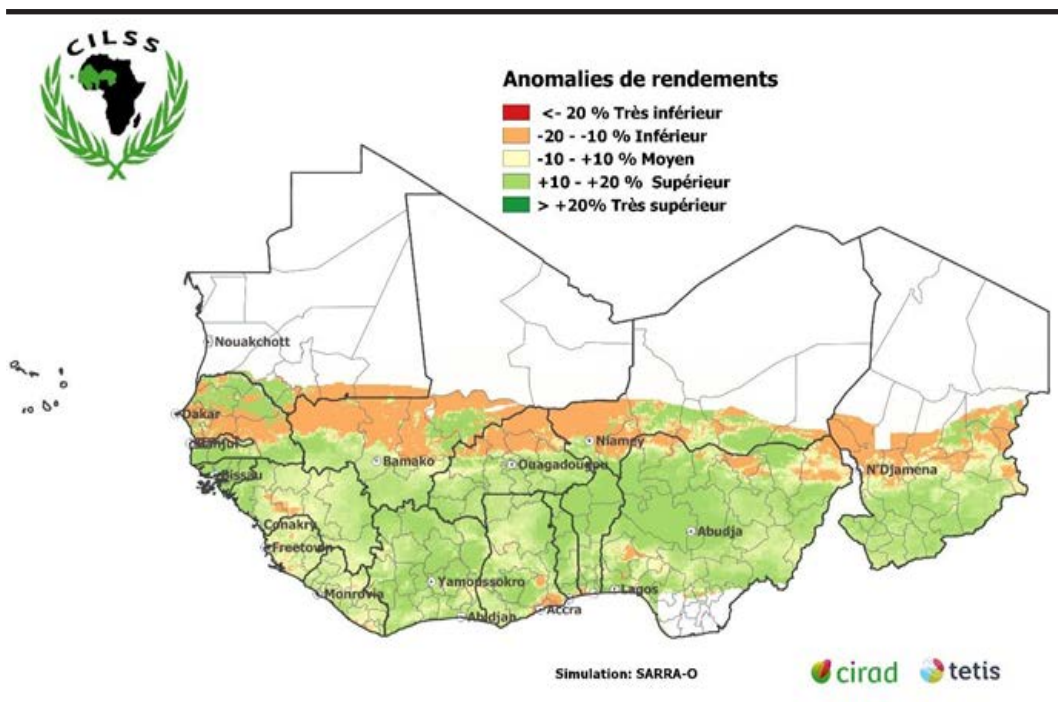 CILSS
Anomalies de rendements
<- 20 % Très inférieur
-20 - -10 % Inférieur
-10 - +10 % Moyen
+10 - +20 % Supérieur
> +20% Très supérieur
Nouakchott
Dakar
Banjul
Niamey
Bamako
Ouagadougou
N'Djamena
Bissau
Conakry
Abudja
Freetown
Yamoussokro
Lagos
Monrovia
Accra
Abidjan
Simulation: SARRA-O
cirad
tetis